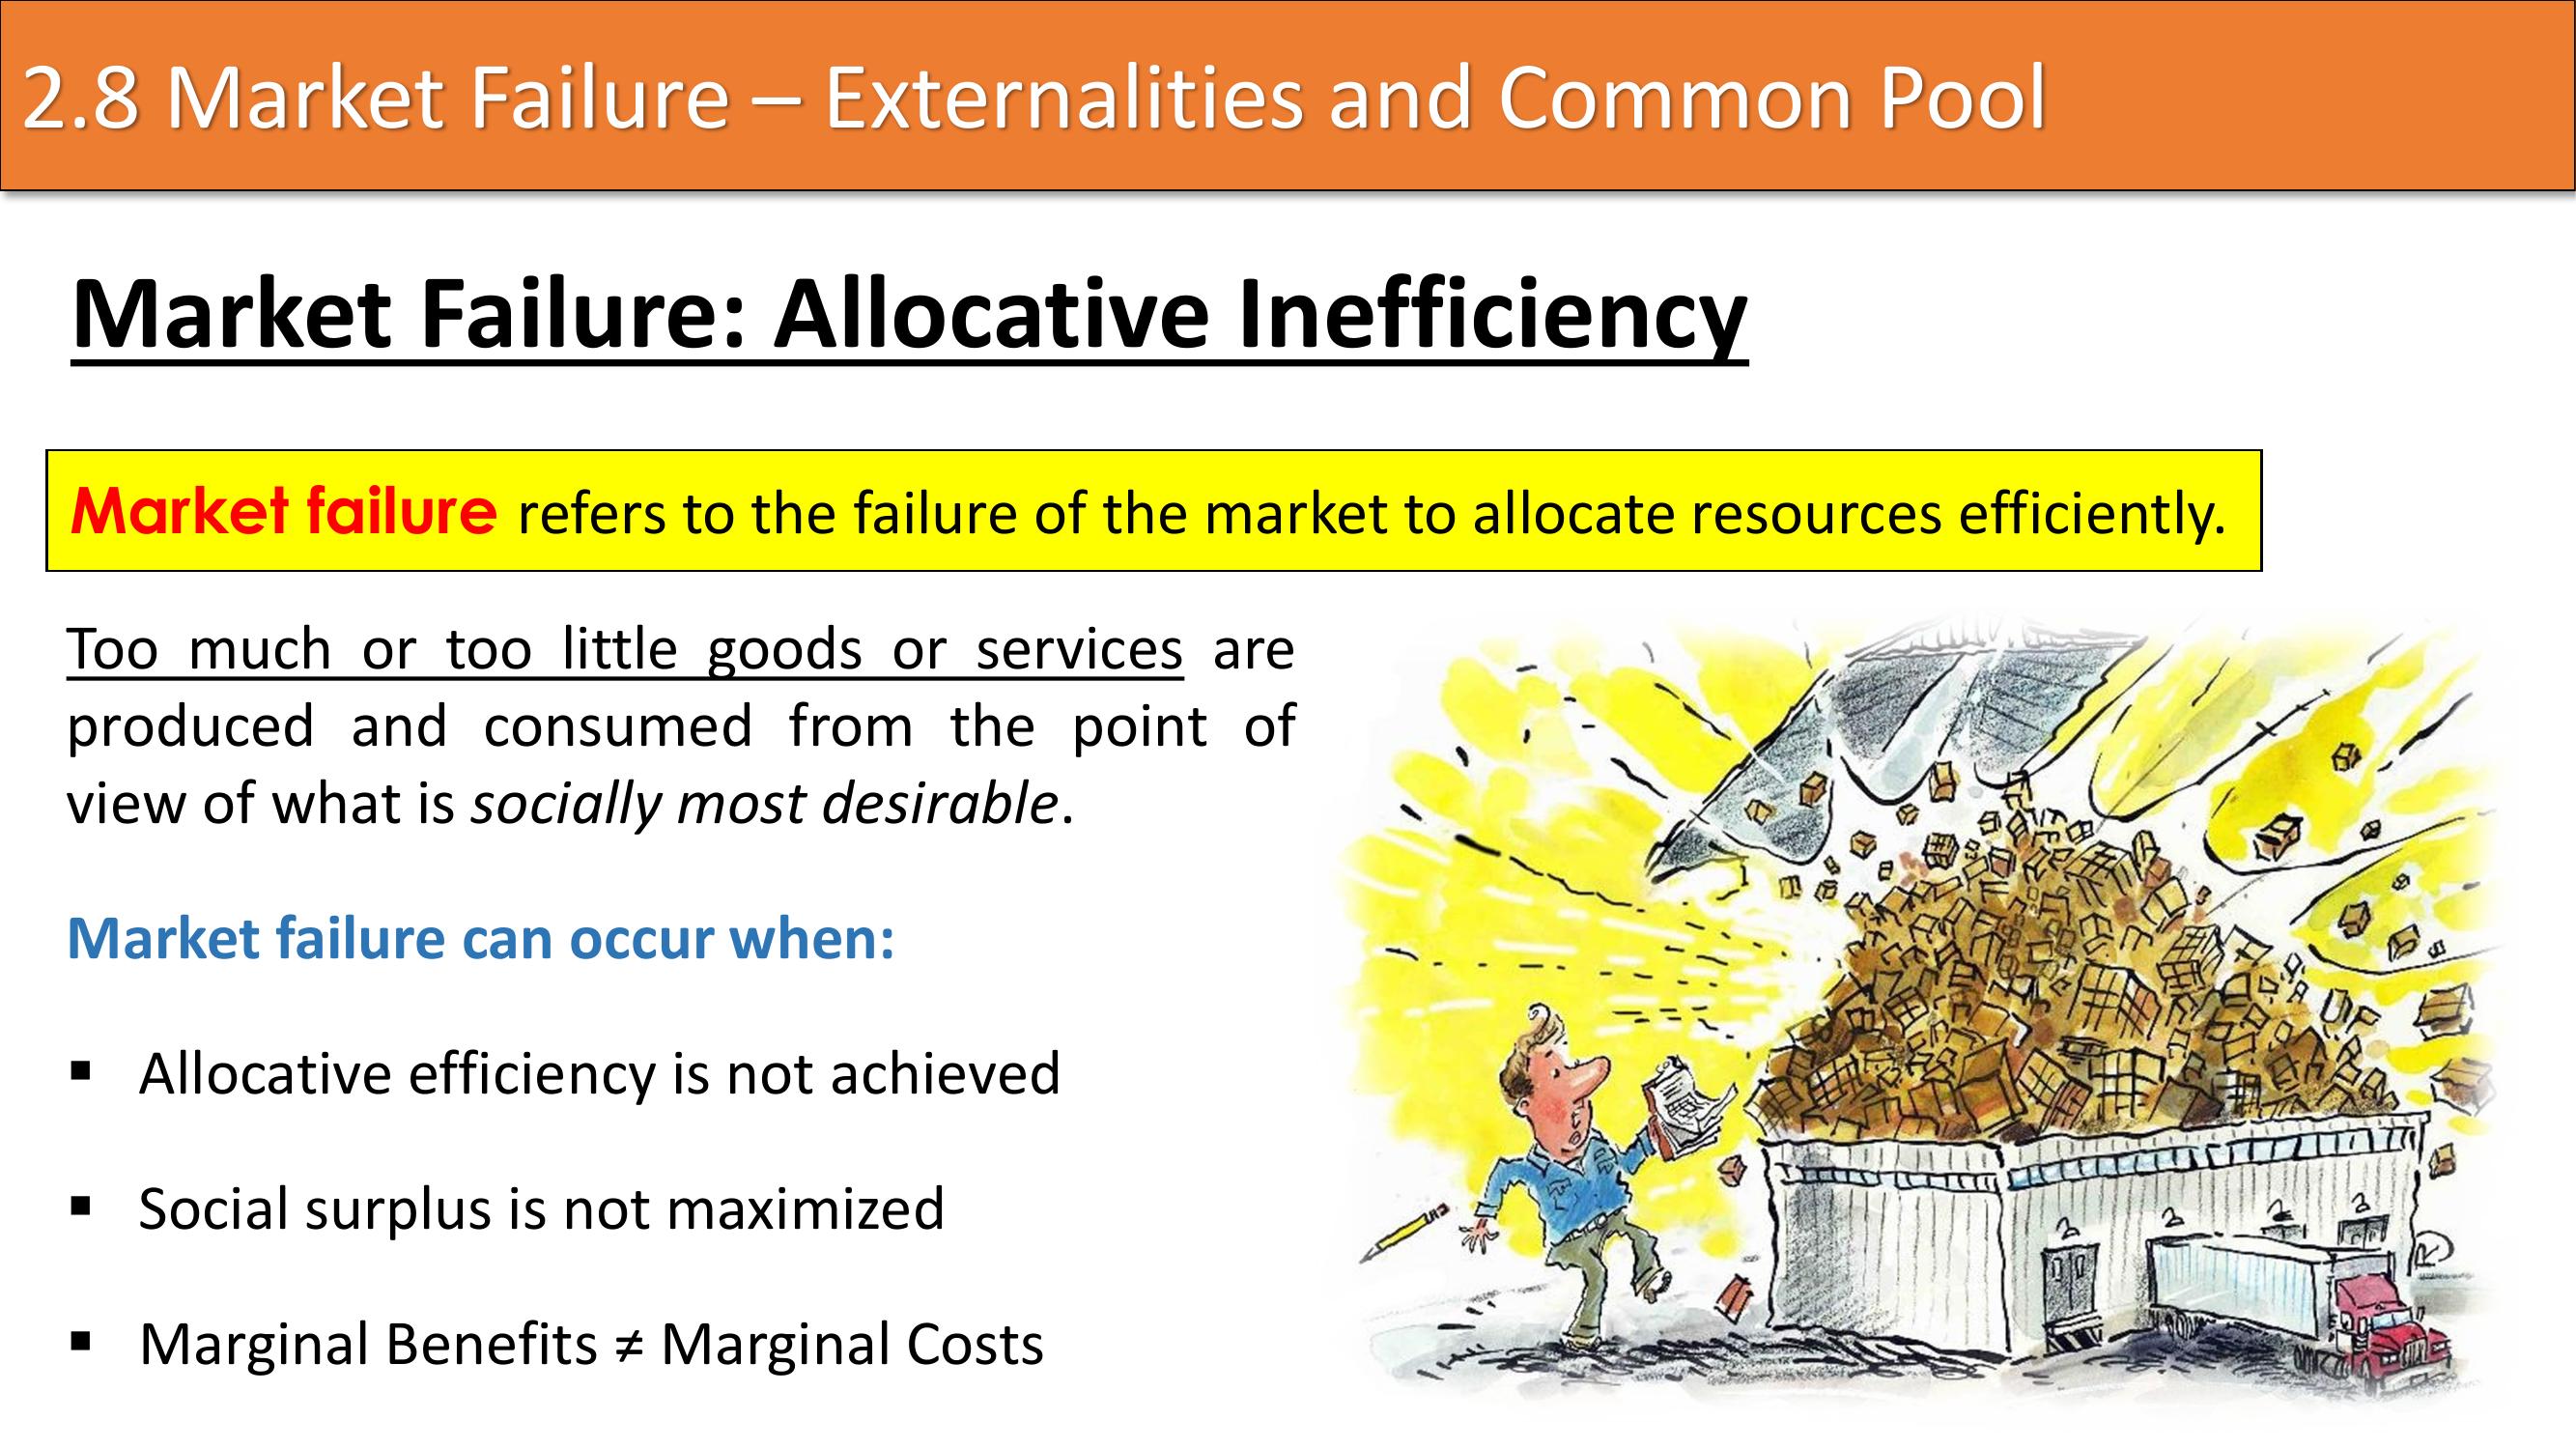 2.8 Market Failure – Externalities and Common Pool
Market Failure: Allocative Inefficiency
Market failure refers to the failure of the market to allocate resources efficiently.
Too much or too little goods or services are
produced and consumed from the point of
view of what is socially most desirable.
Market failure can occur when:
▪ Allocative efficiency is not achieved
▪ Social surplus is not maximized
▪ Marginal Benefits ≠ Marginal Costs